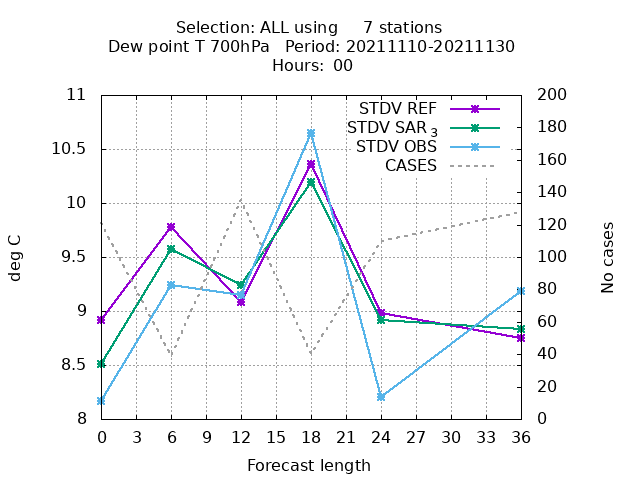 Selection: ALL using     7 stations
Dew point T 700hPa   Period: 20211110-20211130
Hours:  00
STDV REF
STDV SAR 3
STDV OBS
CASES
deg C
11
10.5
10
9.5
9
8.5
8
200
180
160
140
120
100
80
60
40
20
0
No cases
0 3 6 9 12 15 18 21 24 27 30 33 36
Forecast length